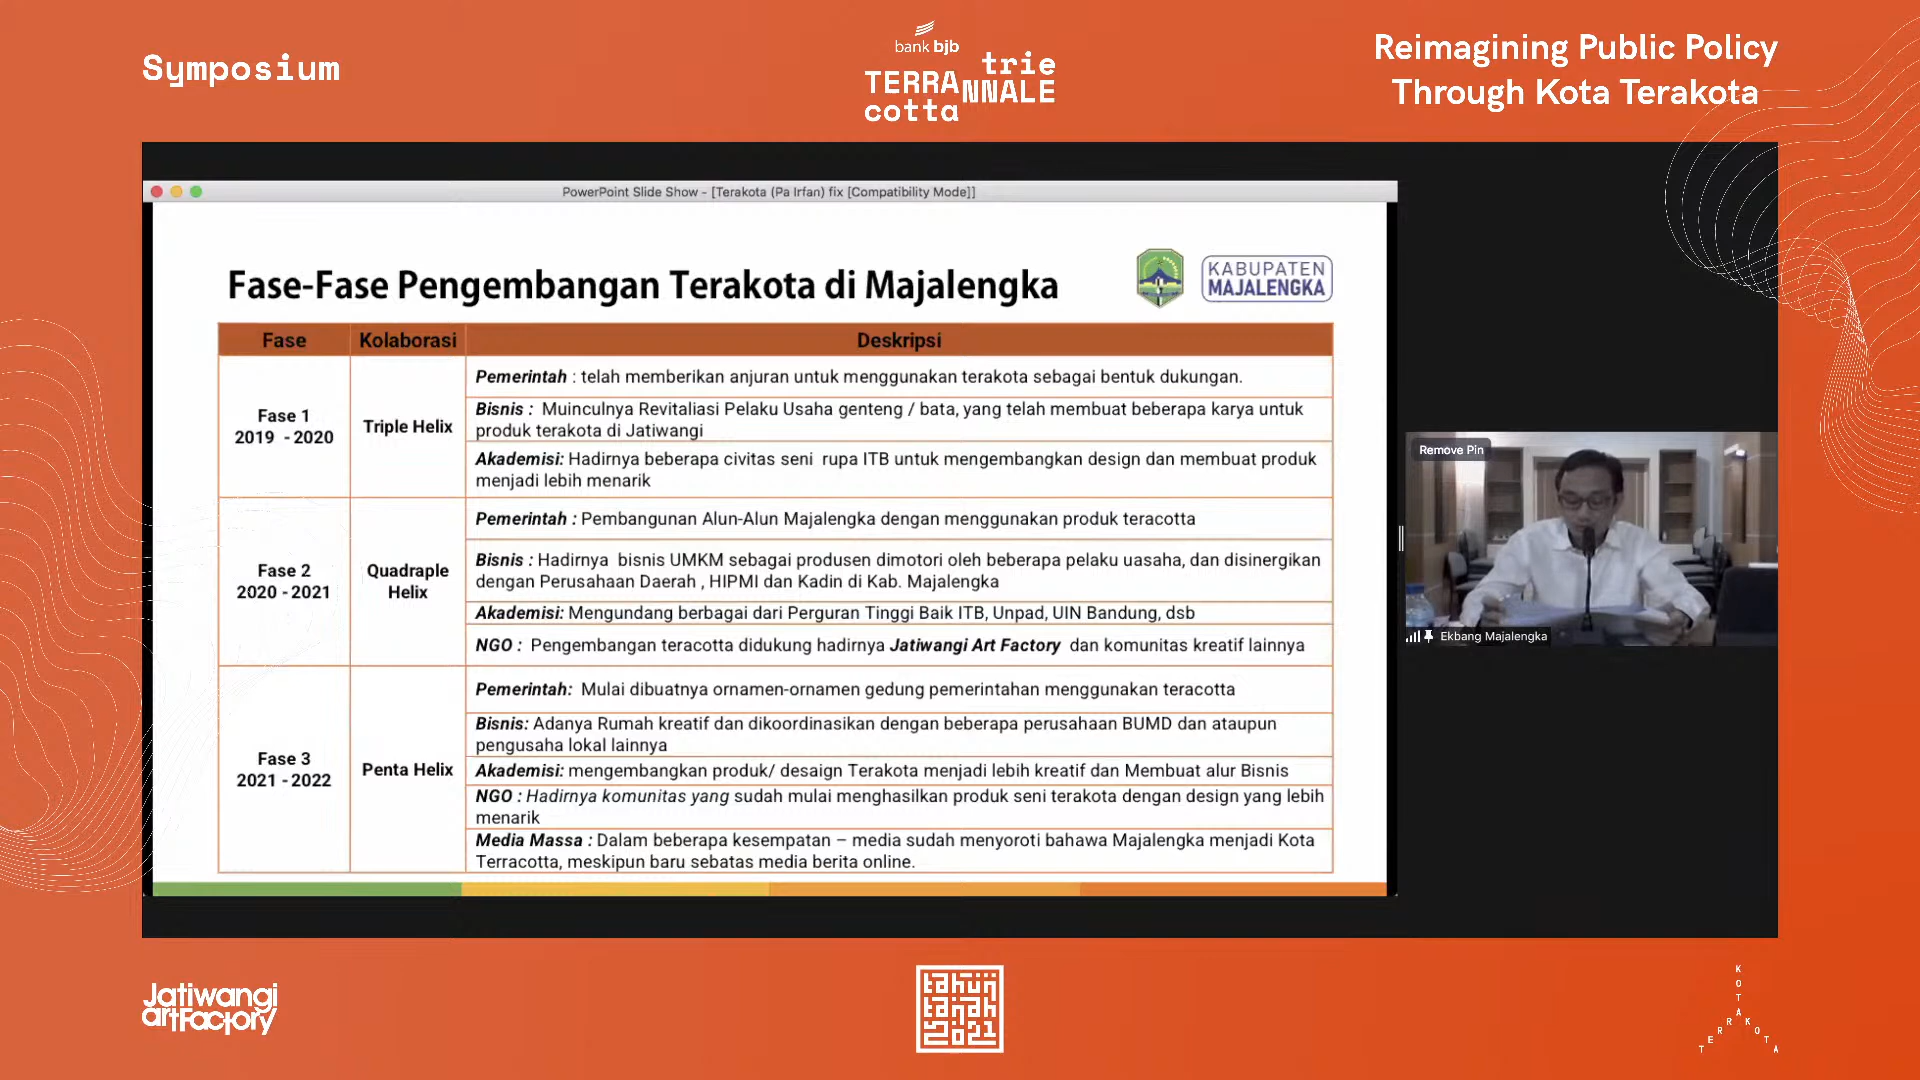 Symposium
bank bjb
TERRA
cotta
trie
NNALE
Reimagining Public Policy
Through Kota Terakota
PowerPoint Slide Show - [Terakota (Pa Irfan) fix [Compatibility Mode]]
Fase-Fase Pengembangan Terakota di Majalengka
KABUPATEN
MAJALENGKA
Fase
Kolaborasi
Deskripsi
Fase 1
2019 - 2020
Triple Helix
Pemerintah : telah memberikan anjuran untuk menggunakan terakota sebagai bentuk dukungan.
Bisnis : Muinculnya Revitaliasi Pelaku Usaha genteng / bata, yang telah membuat beberapa karya untuk
produk terakota di Jatiwangi
Akademisi: Hadirnya beberapa civitas seni rupa ITB untuk mengembangkan design dan membuat produk
menjadi lebih menarik
Fase 2
2020 - 2021
Quadraple
Helix
Pemerintah : Pembangunan Alun-Alun Majalengka dengan menggunakan produk teracotta
Bisnis : Hadirnya bisnis UMKM sebagai produsen dimotori oleh beberapa pelaku uasaha, dan disinergikan
dengan Perusahaan Daerah , HIPMI dan Kadin di Kab. Majalengka
Akademisi: Mengundang berbagai dari Perguruan Tinggi Baik ITB, Unpad, UIN Bandung, dsb
NGO : Pengembangan teracotta didukung hadirnya Jatiwangi Art Factory dan komunitas kreatif lainnya
Fase 3
2021 - 2022
Penta Helix
Pemerintah: Mulai dibuatnya ornamen-ornamen gedung pemerintahan menggunakan teracotta
Bisnis: Adanya Rumah kreatif dan dikoordinasikan dengan beberapa perusahaan BUMD dan ataupun
pengusaha lokal lainnya
Akademisi: mengembangkan produk/ desaign Terakota menjadi lebih kreatif dan Membuat alur Bisnis
NGO : Hadirnya komunitas yang sudah mulai menghasilkan produk seni terakota dengan design yang lebih
menarik
Media Massa : Dalam beberapa kesempatan – media sudah menyoroti bahawa Majalengka menjadi Kota
Terracotta, meskipun baru sebatas media berita online.
Remove Pin
Ekbang Majalengka
Jatiwangi
artFactory
tahun
tanah
2021
KOTA
TERRAKOTA